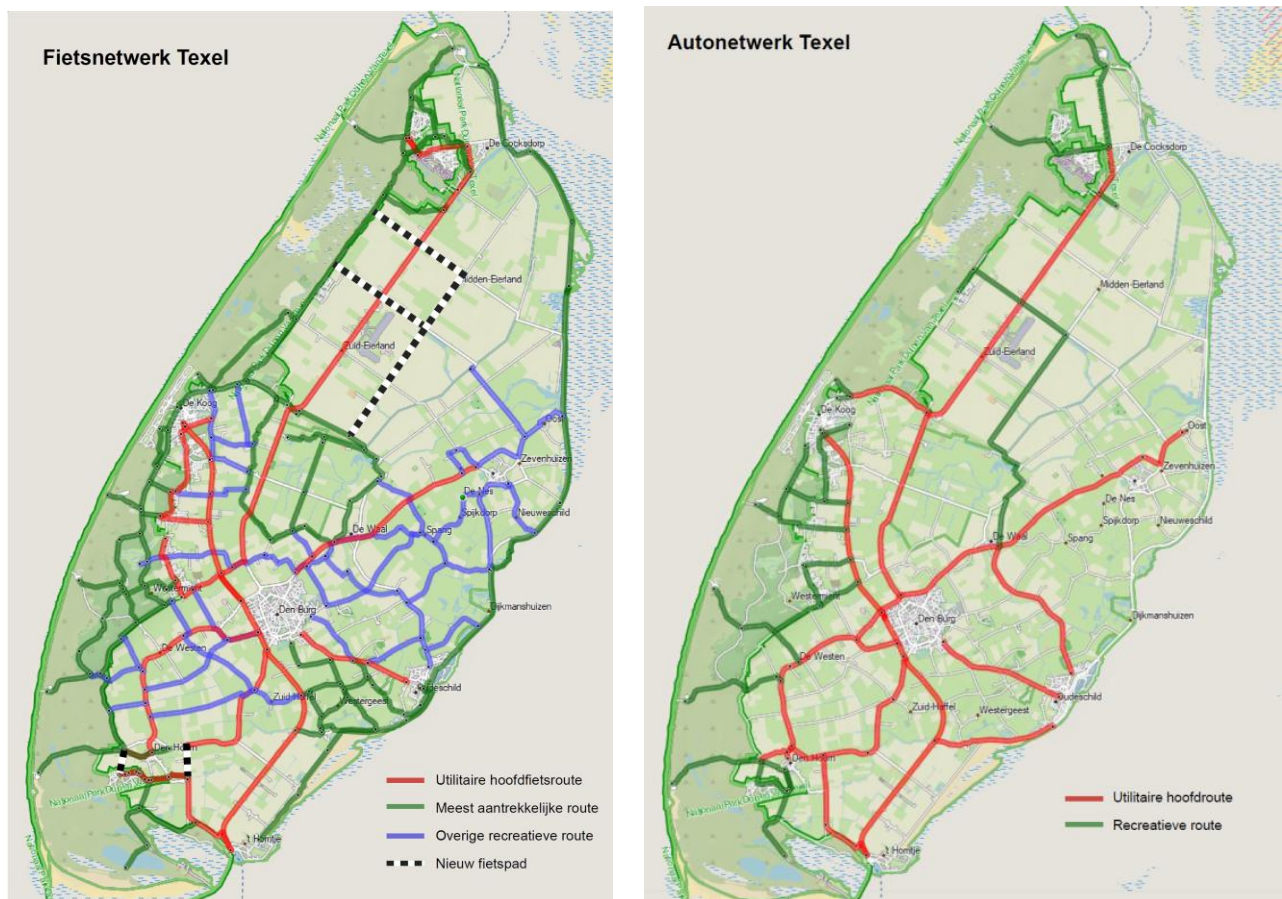 Fietsnetwerk Texel
De Cocksdorp
Midden-Eierland
Zuid-Eierland
De Koog
Oost
Zevenhuizen
De Nes
Spijkdorp
Nieuweschild
De Waal
Spang
Westermient
Den Burg
Dijkmanshuizen
De Westen
Zuid-Haffel
Westergeest
Oudeschild
Den Hoorn
't Horntje
Utilitaire hoofdfietsroute
Meest aantrekkelijke route
Overige recreatieve route
Nieuw fietspad
Autonetwerk Texel
De Cocksdorp
Midden-Eierland
Zuid-Eierland
De Koog
Oost
Zevenhuizen
De Nes
Spijkdorp
Nieuweschild
De Waal
Spang
Westermient
Den Burg
Dijkmanshuizen
De Westen
Zuid-Haffel
Westergeest
Oudeschild
Den Hoorn
't Horntje
Utilitaire hoofdroute
Recreatieve route